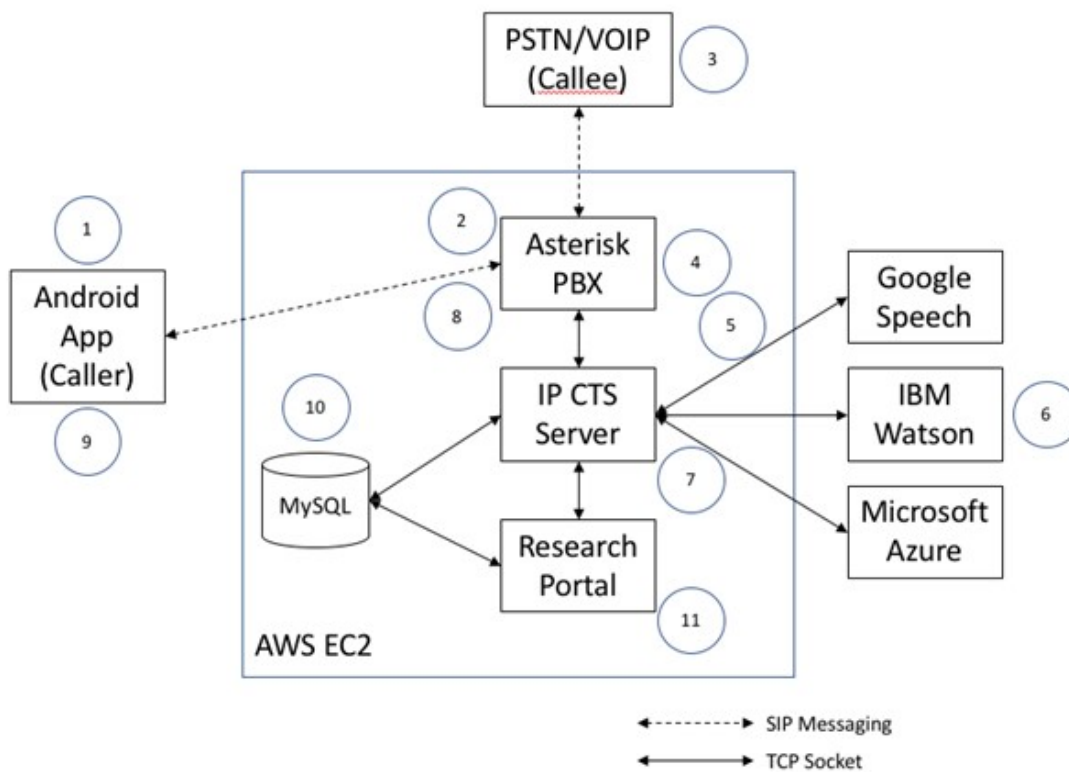 PSTN/VOIP
(Callee)
3
1
2
Asterisk
PBX
4
Android
App
(Caller)
8
5
Google
Speech
9
10
IP CTS
Server
IBM
Watson
6
MySQL
7
Research
Portal
Microsoft
Azure
11
AWS EC2
SIP Messaging
TCP Socket